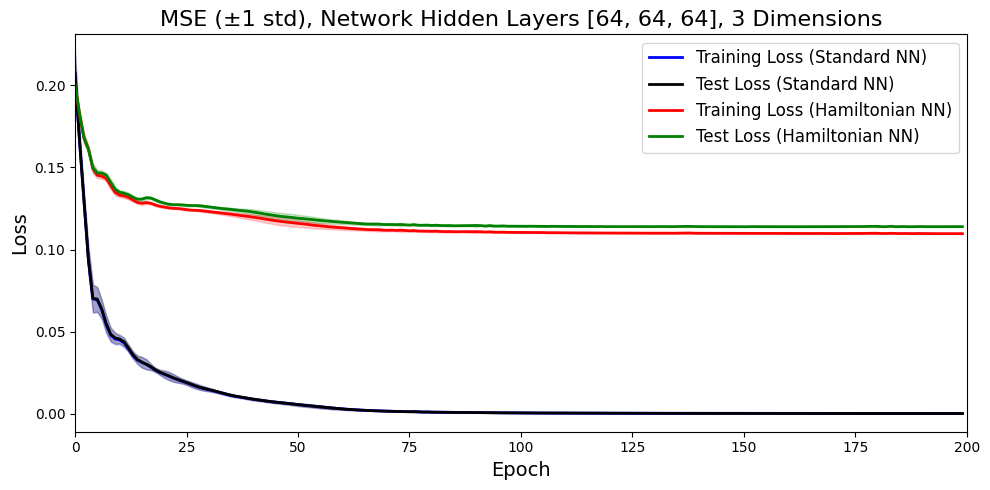 MSE (±1 std), Network Hidden Layers [64, 64, 64], 3 Dimensions
Training Loss (Standard NN)
Test Loss (Standard NN)
Training Loss (Hamiltonian NN)
Test Loss (Hamiltonian NN)
Loss
0.20
0.15
0.10
0.05
0.00
0 25 50 75 100 125 150 175 200
Epoch